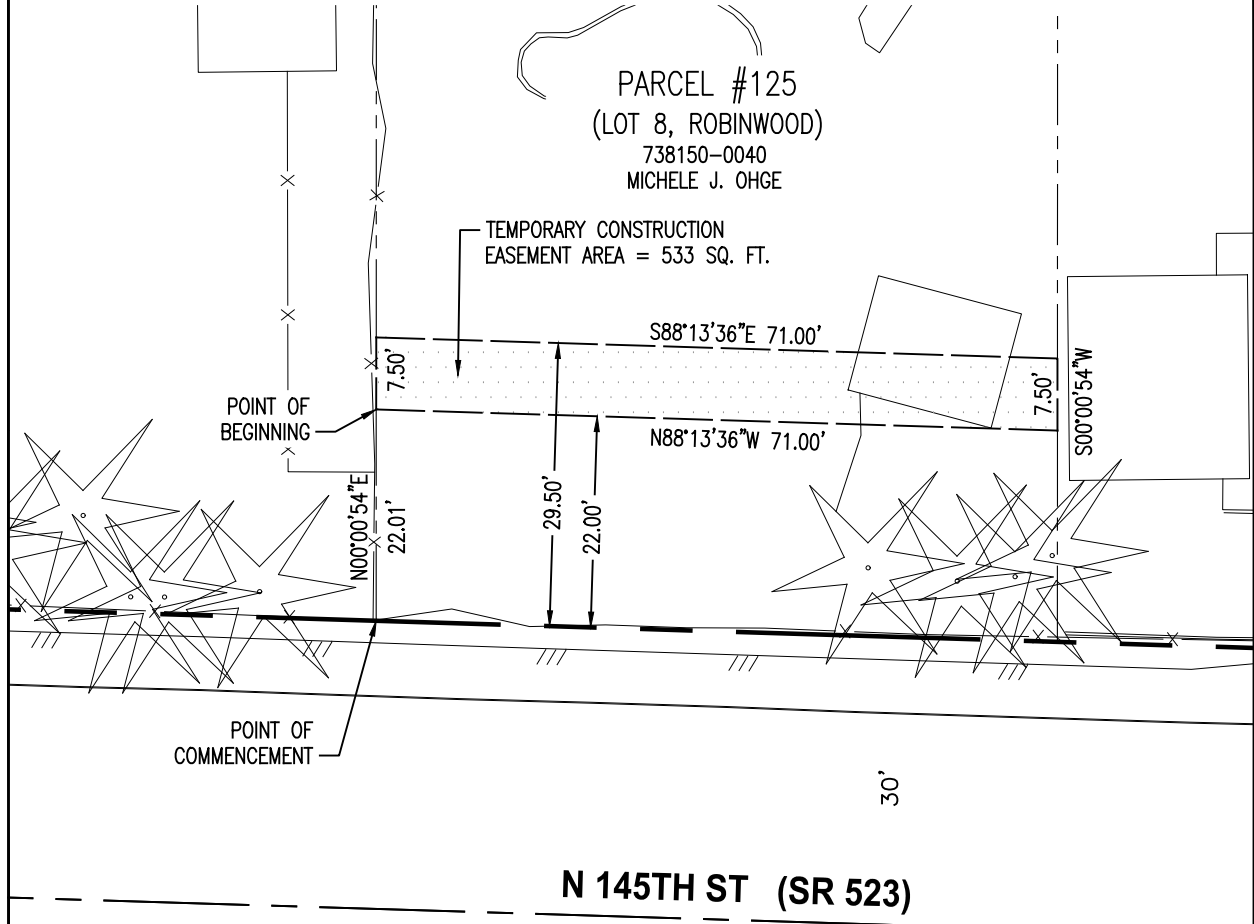 PARCEL #125
(LOT 8, ROBINWOOD)
738150-0040
MICHELE J. OHGE
TEMPORARY CONSTRUCTION
EASEMENT AREA = 533 SQ. FT.
S88°13'36"E 71.00'
7.50'
7.50'
S00°00'54"W
POINT OF
BEGINNING
N88°13'36"W 71.00'
N00°00'54"E
22.01'
29.50'
22.00'
POINT OF
COMMENCEMENT
30'
N 145TH ST (SR 523)